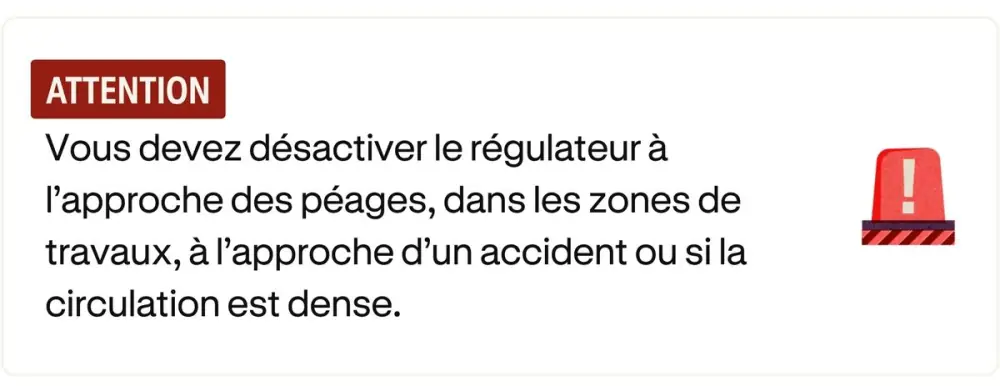 ATTENTION
Vous devez désactiver le régulateur à
l’approche des péages, dans les zones de
travaux, à l’approche d’un accident ou si la
circulation est dense.